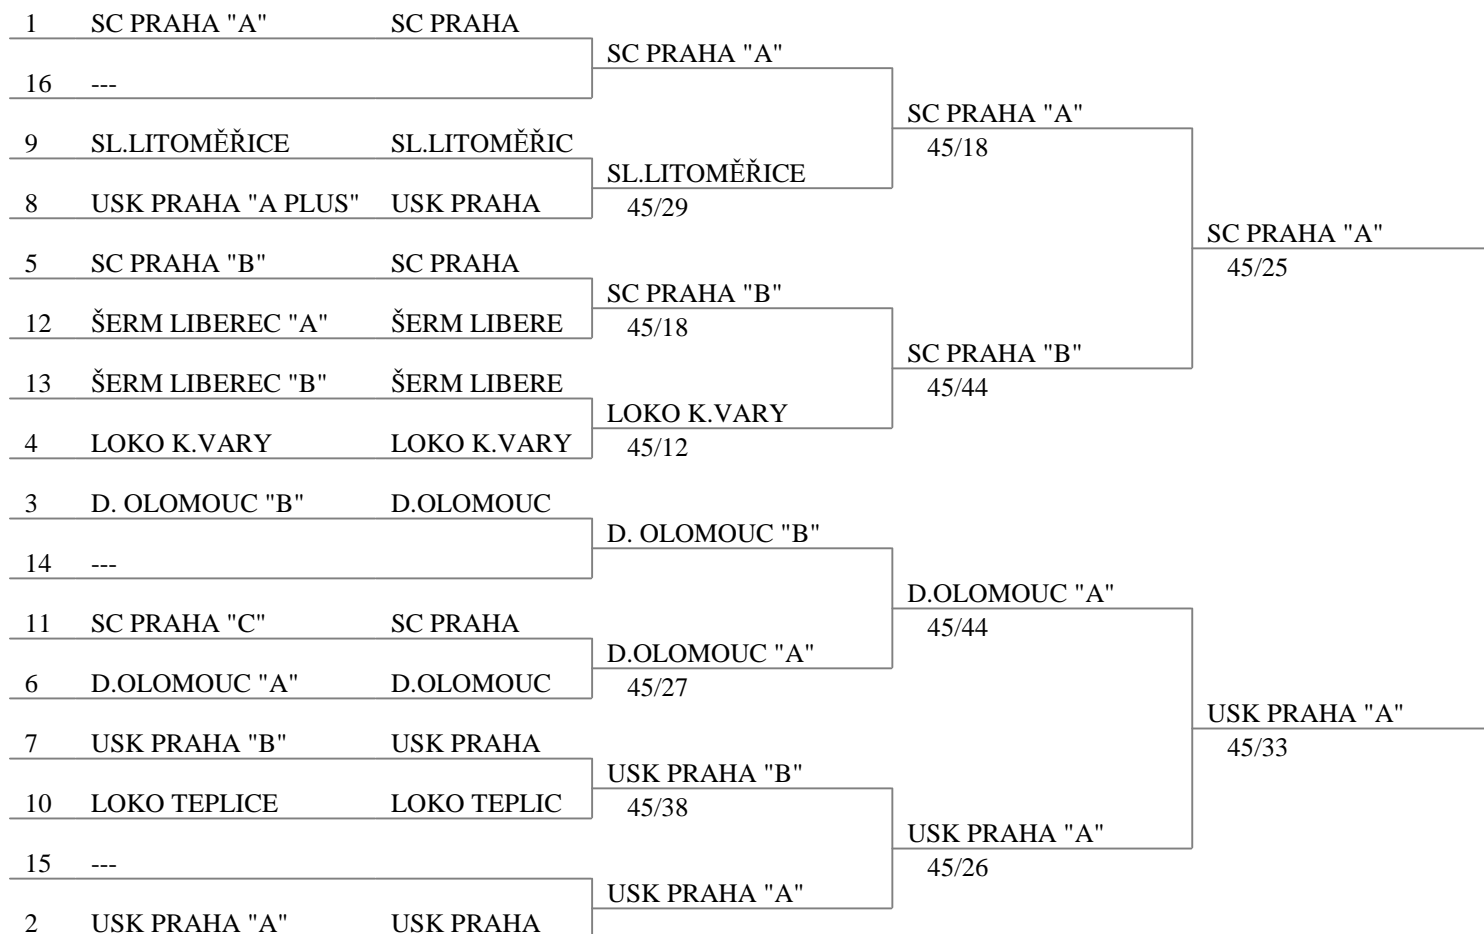 1 SC PRAHA "A" SC PRAHA
SC PRAHA "A"
16 ---
SC PRAHA "A"
9 SL.LITOMĚŘICE SL.LITOMĚŘIC
45/18
SL.LITOMĚŘICE
8 USK PRAHA "A PLUS" USK PRAHA
45/29
SC PRAHA "A"
5 SC PRAHA "B" SC PRAHA
45/25
SC PRAHA "B"
12 ŠERM LIBEREC "A" ŠERM LIBERE
45/18
SC PRAHA "B"
13 ŠERM LIBEREC "B" ŠERM LIBERE
45/44
LOKO K.VARY
4 LOKO K.VARY LOKO K.VARY
45/12
3 D. OLOMOUC "B" D.OLOMOUC
D. OLOMOUC "B"
14 ---
D.OLOMOUC "A"
11 SC PRAHA "C" SC PRAHA
45/44
D.OLOMOUC "A"
6 D.OLOMOUC "A" D.OLOMOUC
45/27
USK PRAHA "A"
7 USK PRAHA "B" USK PRAHA
45/33
USK PRAHA "B"
10 LOKO TEPLICE LOKO TEPLIC
45/38
USK PRAHA "A"
15 ---
45/26
USK PRAHA "A"
2 USK PRAHA "A" USK PRAHA